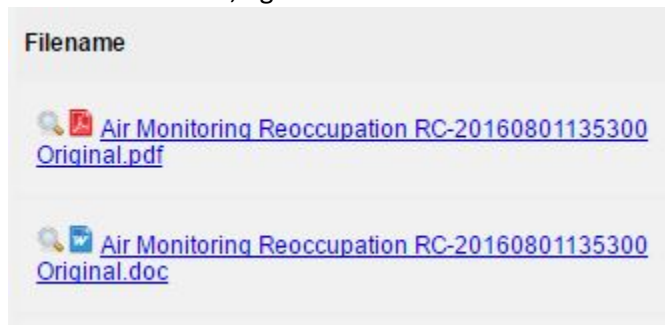 Filename
Air Monitoring Reoccupation RC-20160801135300
Original.pdf
Air Monitoring Reoccupation RC-20160801135300
Original.doc